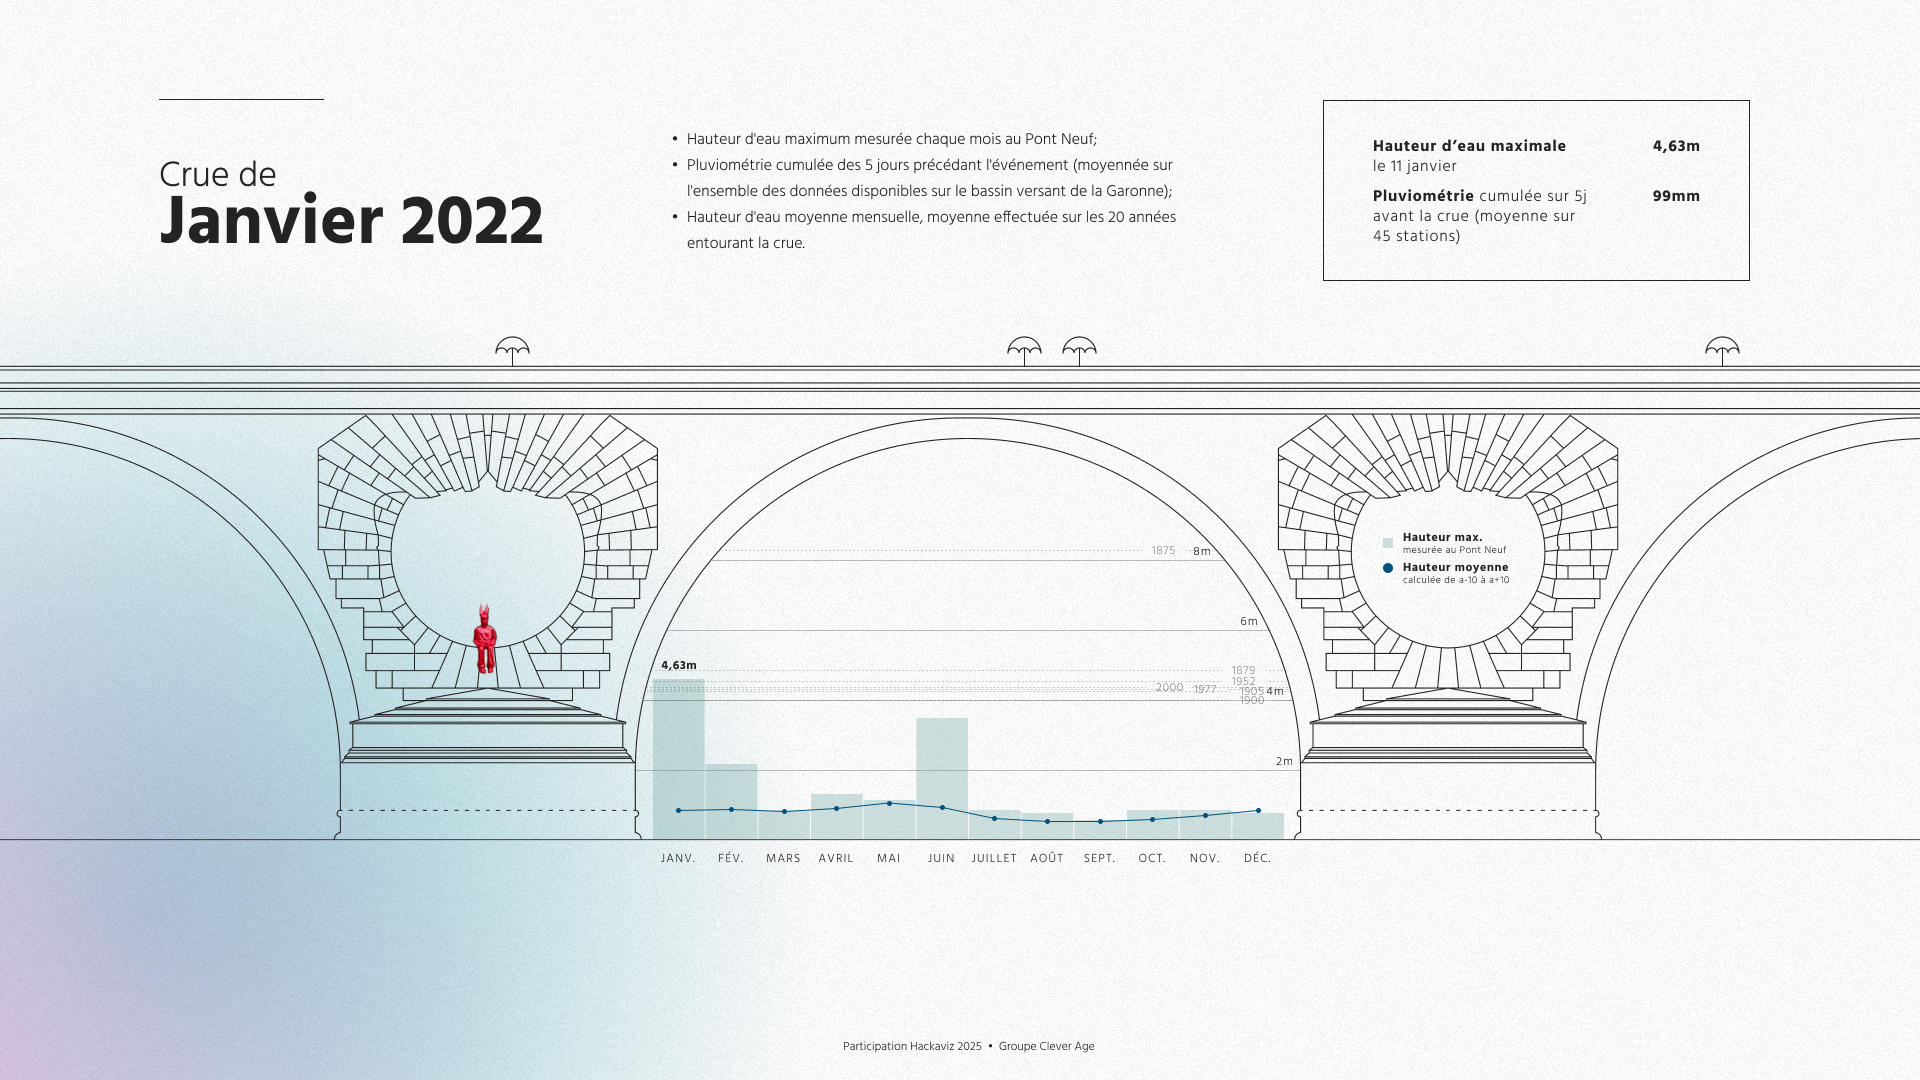 Crue de
Janvier 2022
• Hauteur d'eau maximum mesurée chaque mois au Pont Neuf;
• Pluviométrie cumulée des 5 jours précédant l'événement (moyennée sur
l'ensemble des données disponibles sur le bassin versant de la Garonne);
• Hauteur d'eau moyenne mensuelle, moyenne effectuée sur les 20 années
entourant la crue.
Hauteur d’eau maximale 4,63m
le 11 janvier
Pluviométrie cumulée sur 5j 99mm
avant la crue (moyenne sur
45 stations)
Hauteur max.
mesurée au Pont Neuf
Hauteur moyenne
calculée de a-10 à a+10
1875 8m
6m
4,63m
1879
1952
2000 1977 1905 4m
1900
2m
JANV. FÉV. MARS AVRIL MAI JUIN JUILLET AOÛT SEPT. OCT. NOV. DÉC.
Participation Hackaviz 2025 • Groupe Clever Age